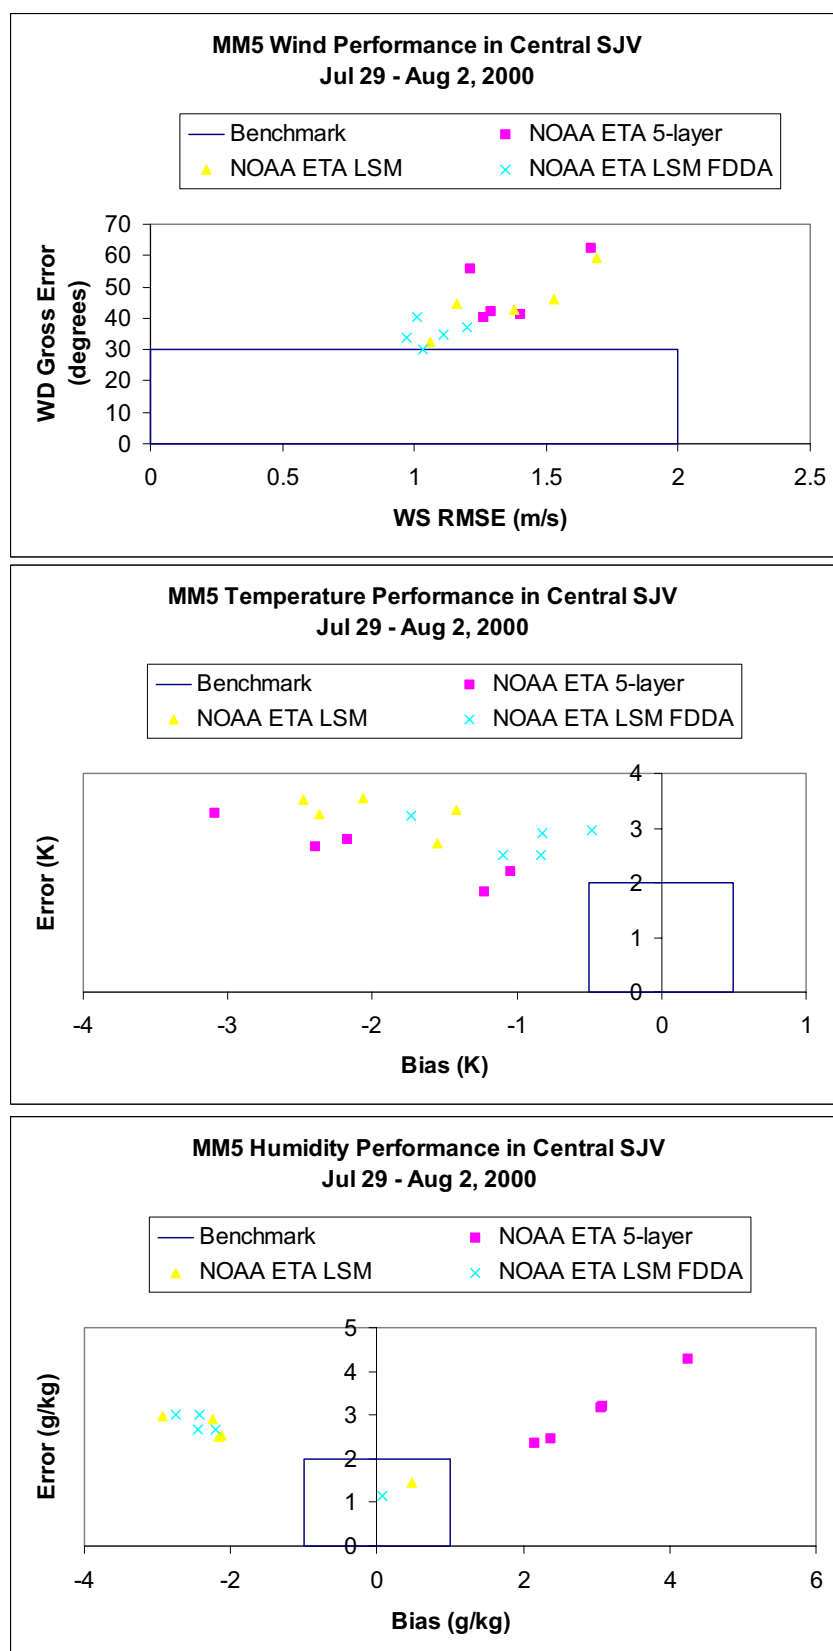 MM5 Wind Performance in Central SJV
Jul 29 - Aug 2, 2000
Benchmark NOAA ETA 5-layer
NOAA ETA LSM NOAA ETA LSM FDDA
70
60
50
40
30
20
10
0
WD Gross Error
(degrees)
0 0.5 1 1.5 2 2.5
WS RMSE (m/s)
MM5 Temperature Performance in Central SJV
Jul 29 - Aug 2, 2000
Benchmark NOAA ETA 5-layer
NOAA ETA LSM NOAA ETA LSM FDDA
4
3
2
1
0
Error (K)
-4 -3 -2 -1 0 1
Bias (K)
MM5 Humidity Performance in Central SJV
Jul 29 - Aug 2, 2000
Benchmark NOAA ETA 5-layer
NOAA ETA LSM NOAA ETA LSM FDDA
5
4
3
2
1
0
Error (g/kg)
-4 -2 0 2 4 6
Bias (g/kg)